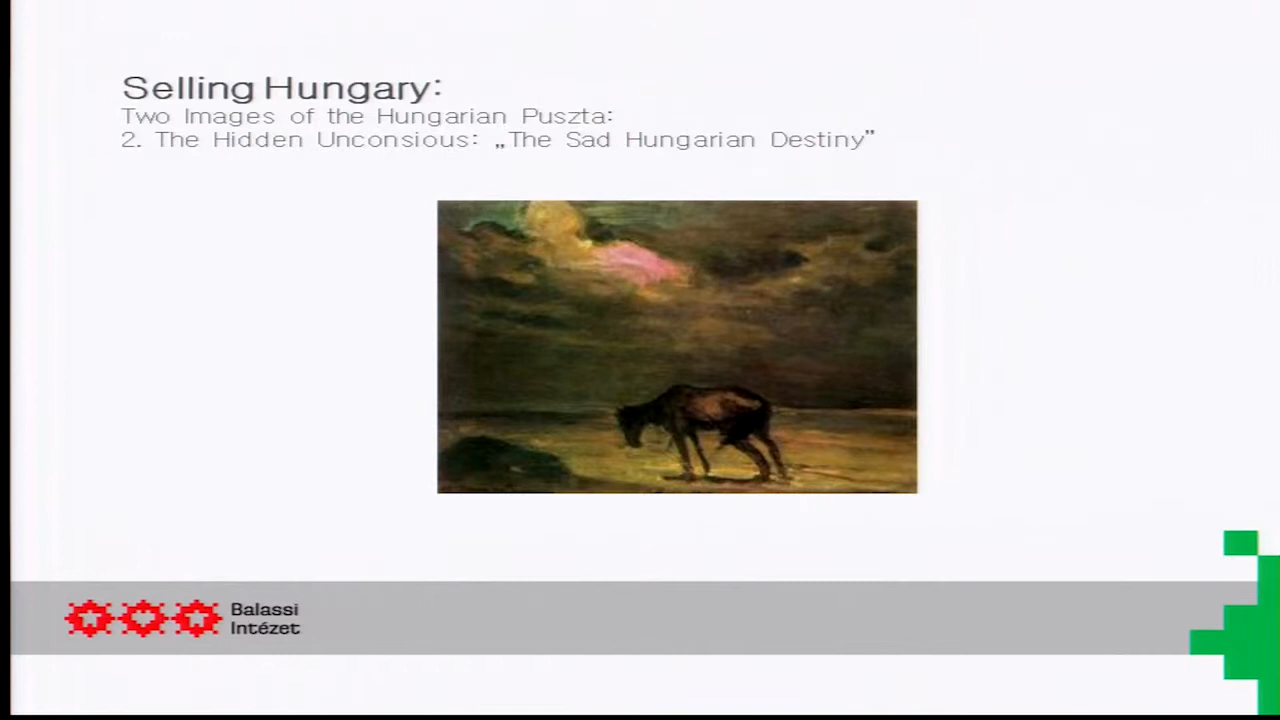 Selling Hungary:
Two Images of the Hungarian Puszta:
2. The Hidden Unconsious: „The Sad Hungarian Destiny”
Balassi
Intézet